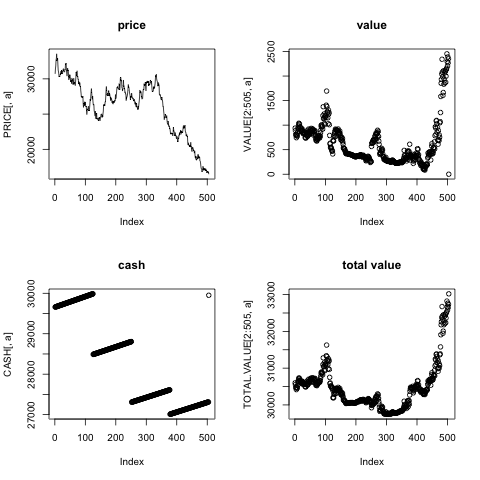 price
PRICE[, a]
20000 30000
0 100 200 300 400 500
Index
value
VALUE[2:505, a]
0 500 1500 2500
0 100 200 300 400 500
Index
cash
CASH[, a]
27000 28000 29000 30000
0 100 200 300 400 500
Index
total value
TOTAL.VALUE[2:505, a]
30000 31000 32000 33000
0 100 200 300 400 500
Index